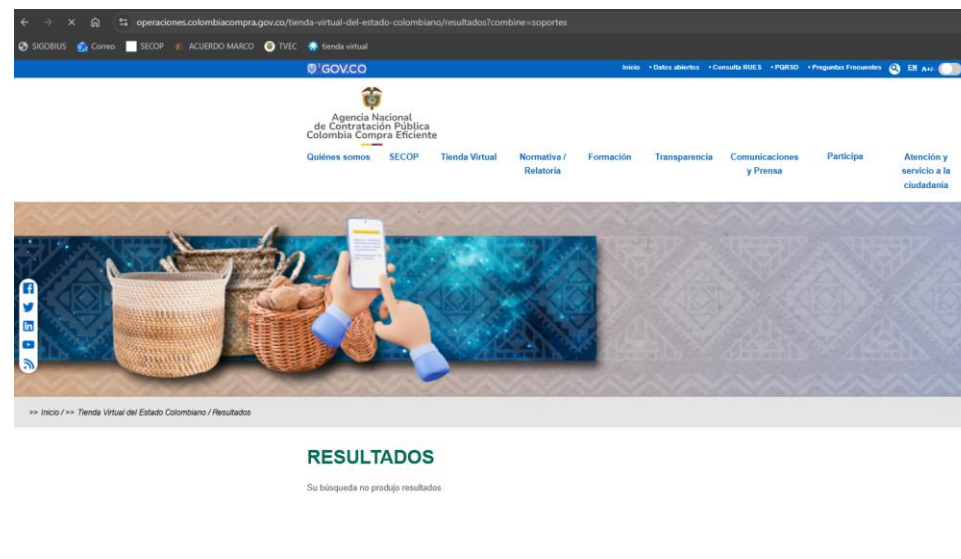 operaciones.colombiacompra.gov.co/tienda-virtual-del-estado-colombiano/resultados?combine=soportes
SIGOBIUS Correo SECOP ACUERDO MARCO TVEC tienda virtual
GOV.CO Inicio • Datos abiertos • Consulta RUES • PQRSD • Preguntas Frecuentes EN A+/-
Agencia Nacional
de Contratación Pública
Colombia Compra Eficiente
Quiénes somos SECOP Tienda Virtual Normativa / Relatoría Formación Transparencia Comunicaciones y Prensa Participa Atención y servicio a la ciudadanía
>> Inicio / >> Tienda Virtual del Estado Colombiano / Resultados
RESULTADOS
Su búsqueda no produjo resultados